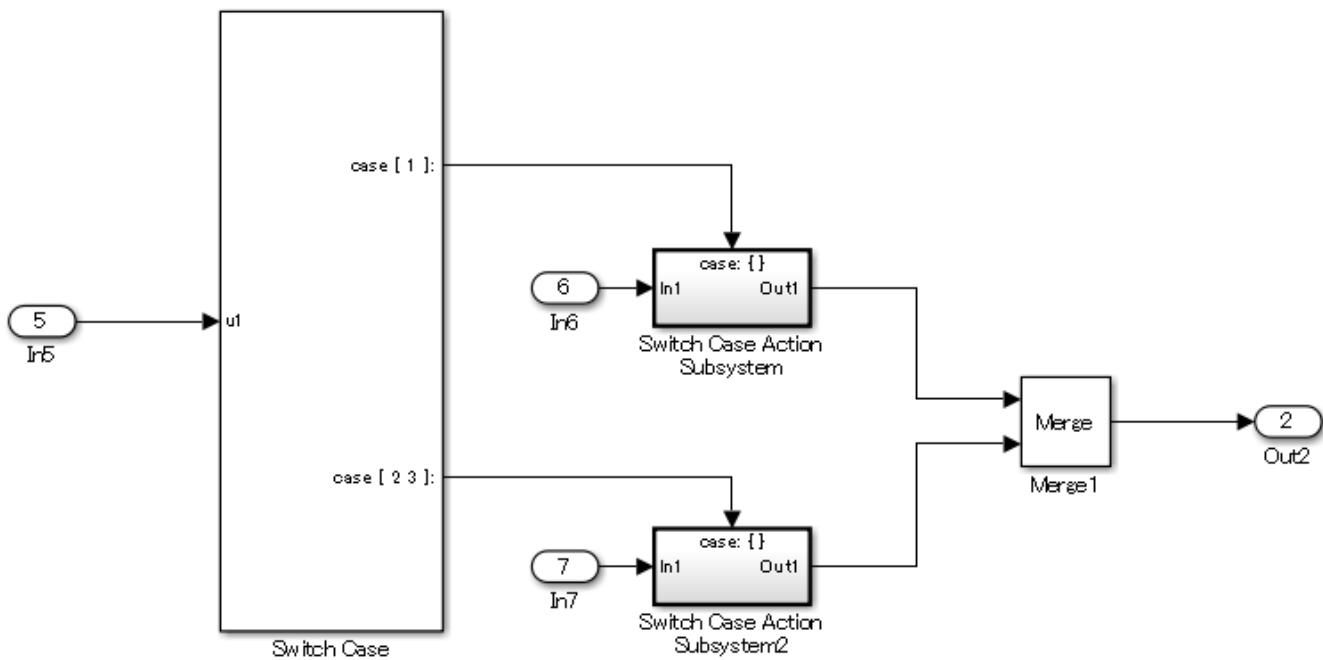 case [ 1 ]:
case: { }
6
In1
Out1
In6
5
u1
In5
Switch Case Action
Subsystem
Merge
2
Out2
case [ 2 3 ]:
Merge1
case: { }
7
In1
Out1
In7
Switch Case Action
Subsystem2
Switch Case